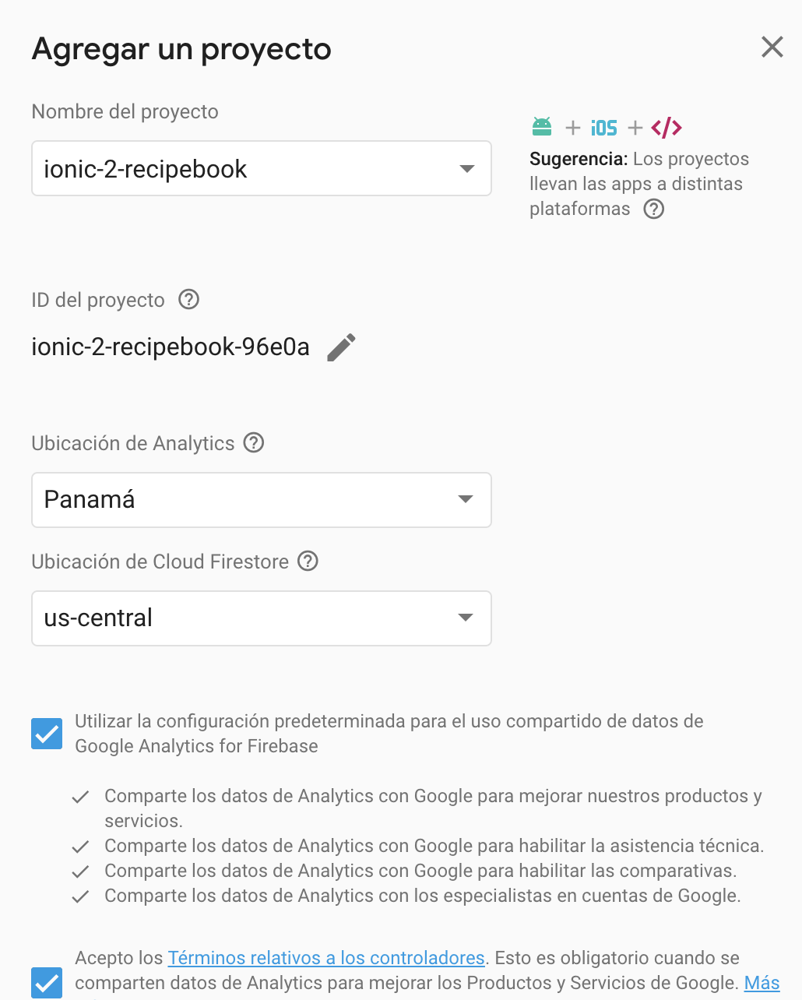 Agregar un proyecto
Nombre del proyecto
ionic-2-recipebook
iOS
Sugerencia: Los proyectos
llevan las apps a distintas
plataformas
ID del proyecto
ionic-2-recipebook-96e0a
Ubicación de Analytics
Panamá
Ubicación de Cloud Firestore
us-central
Utilizar la configuración predeterminada para el uso compartido de datos de
Google Analytics for Firebase
Comparte los datos de Analytics con Google para mejorar nuestros productos y
servicios.
Comparte los datos de Analytics con Google para habilitar la asistencia técnica.
Comparte los datos de Analytics con Google para habilitar las comparativas.
Comparte los datos de Analytics con los especialistas en cuentas de Google.
Acepto los Términos relativos a los controladores. Esto es obligatorio cuando se
comparten datos de Analytics para mejorar los Productos y Servicios de Google. Más